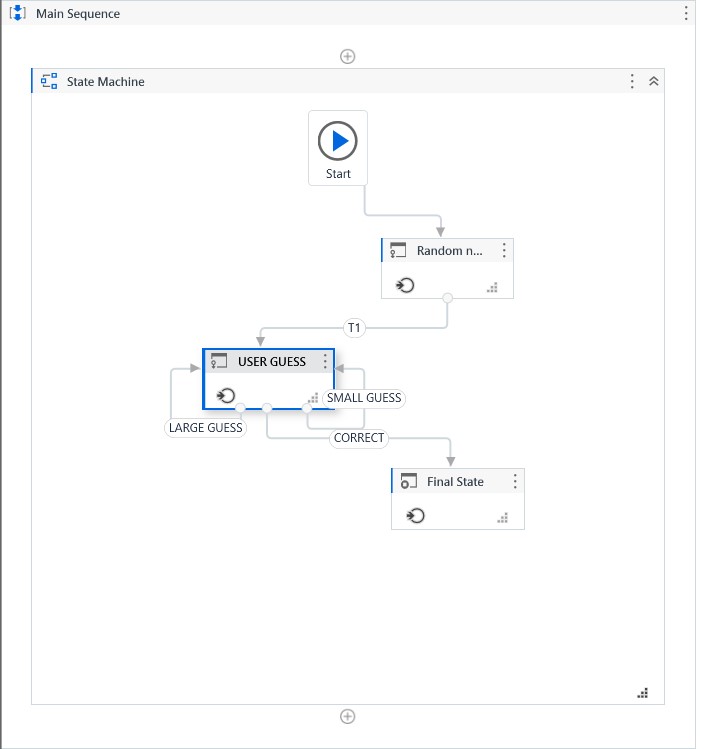 Main Sequence
State Machine
Start
Random n...
T1
USER GUESS
SMALL GUESS
LARGE GUESS
CORRECT
Final State